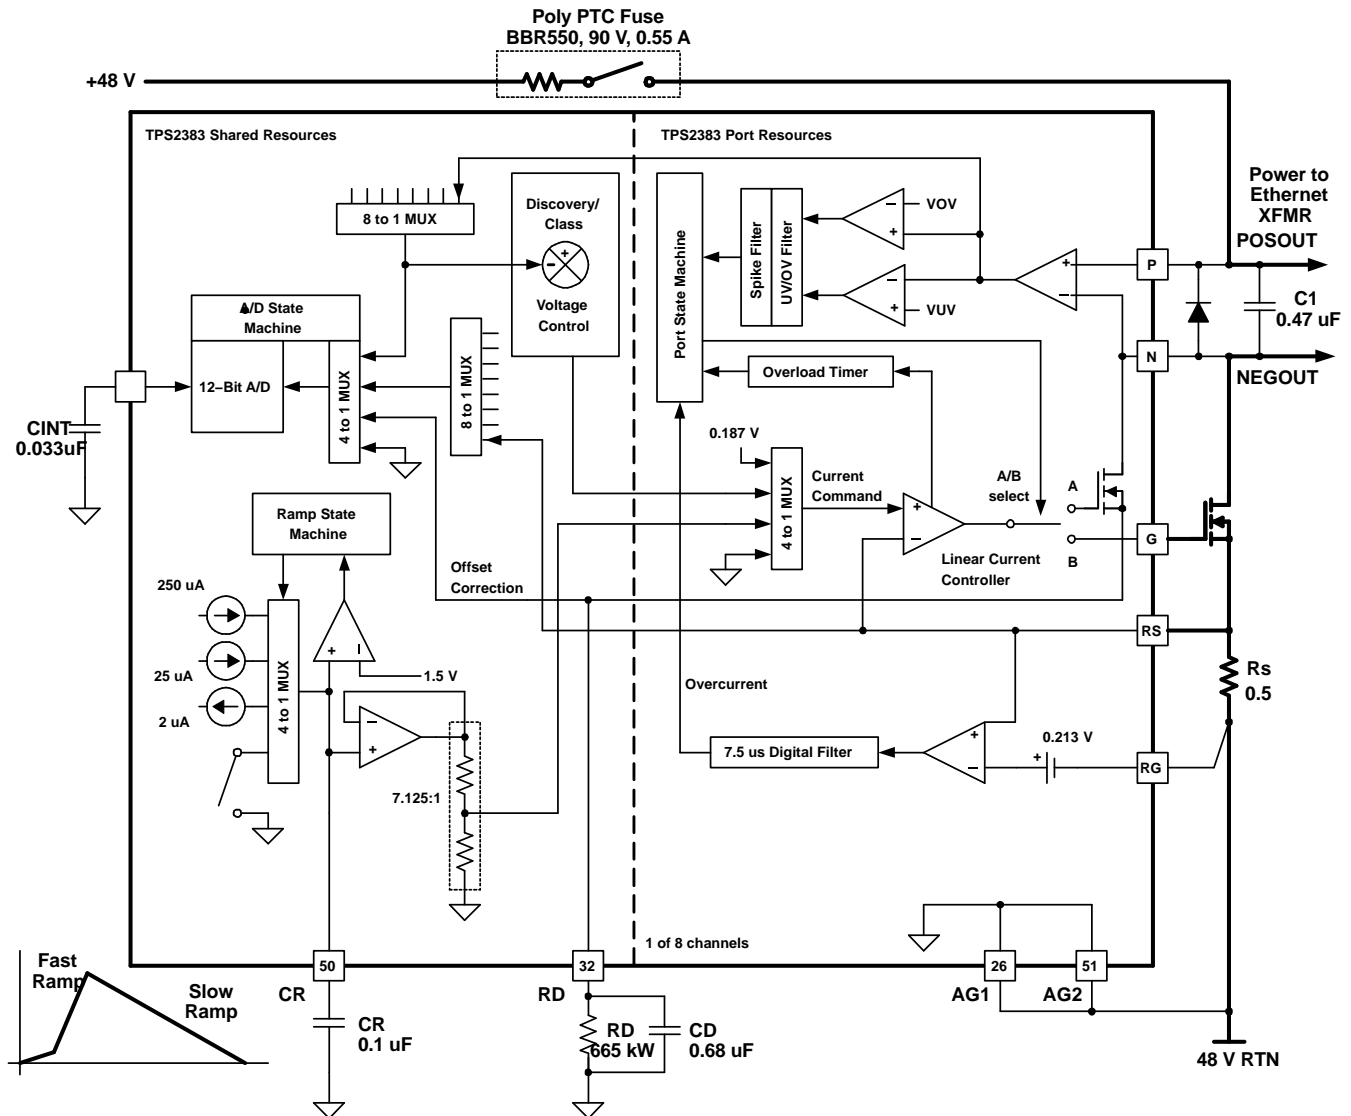 Poly PTC Fuse
BBR550, 90 V, 0.55 A
+48 V
TPS2383 Shared Resources
TPS2383 Port Resources
8 to 1 MUX
Discovery/
Class
+
−
Voltage
Control
Port State Machine
Spike Filter
UV/OV Filter
−
+
VOV
−
+
VUV
+
−
P
Power to
Ethernet
XFMR
POSOUT
C1
0.47 uF
N
NEGOUT
A/D State
Machine
12−Bit A/D
4 to 1 MUX
8 to 1 MUX
Overload Timer
CINT
0.033uF
0.187 V
4 to 1 MUX
Current
Command
+
−
A/B
select
A
B
G
Linear Current
Controller
Ramp State
Machine
Offset
Correction
250 uA
25 uA
2 uA
4 to 1 MUX
+
−
1.5 V
−
+
7.125:1
RS
Rs
0.5
Overcurrent
7.5 us Digital Filter
+
−
+
0.213 V
RG
1 of 8 channels
50
32
26
51
CR
RD
AG1
AG2
Fast
Ramp
Slow
Ramp
CR
0.1 uF
RD
665 kW
CD
0.68 uF
48 V RTN